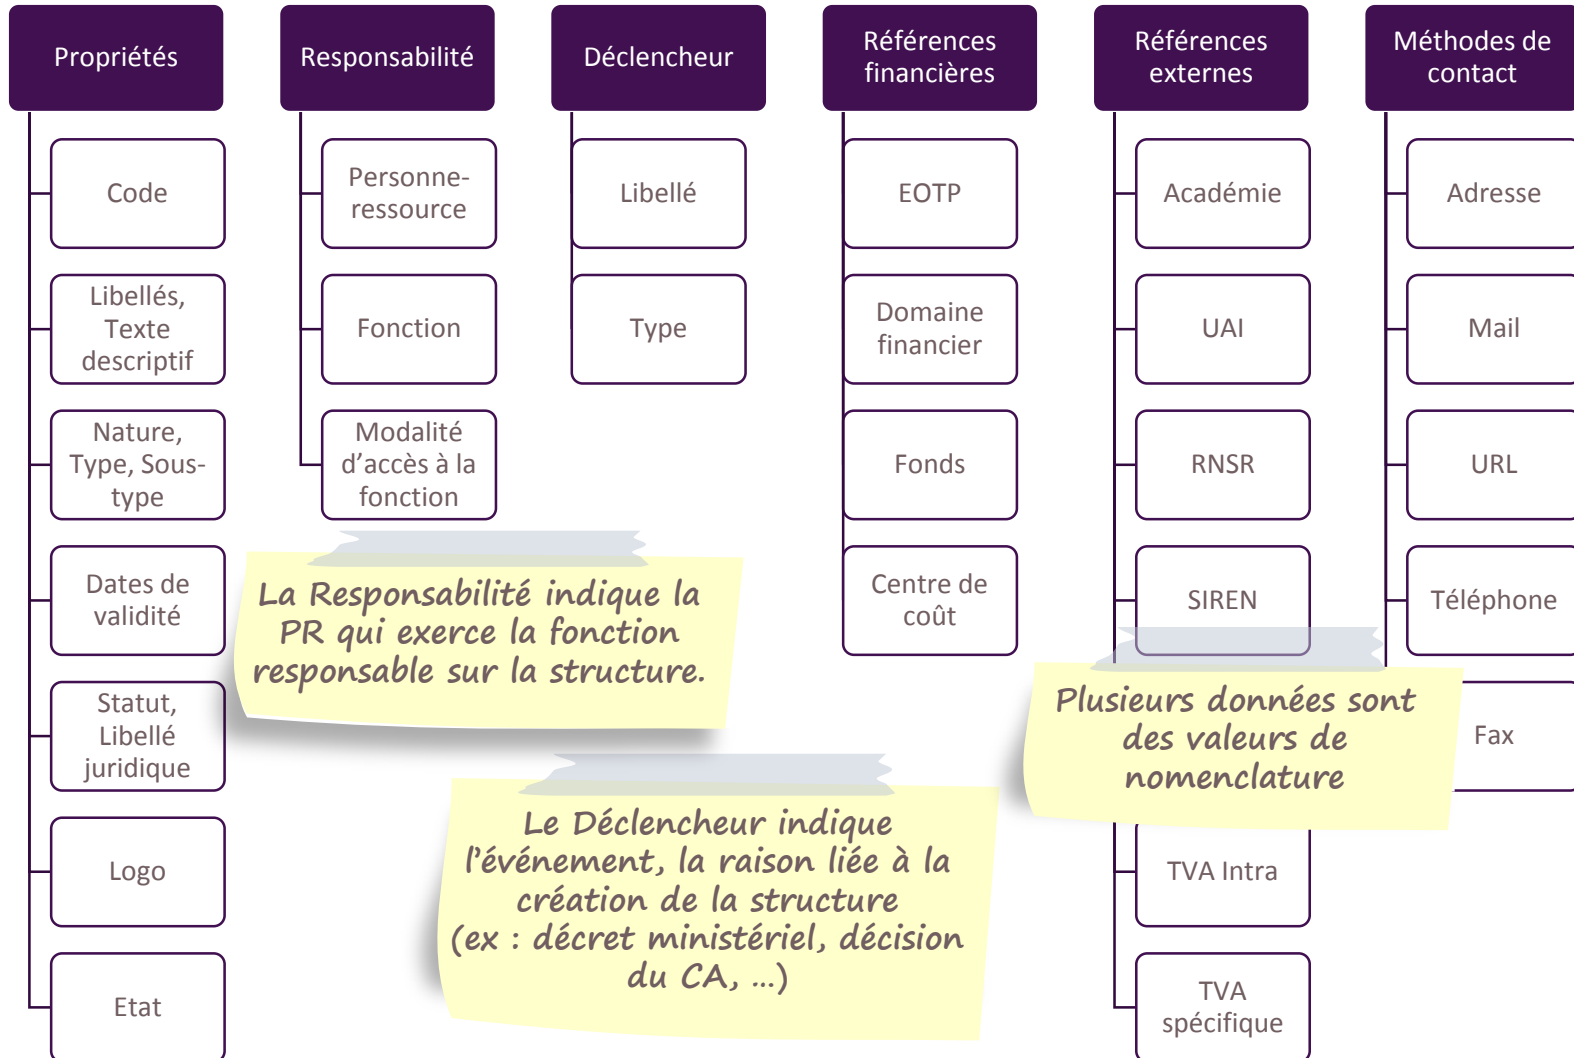 Propriétés
Code
Libellés,
Texte
descriptif
Nature,
Type, Sous-
type
Dates de
validité
Statut,
Libellé
juridique
Logo
Etat
Responsabilité
Personne-
ressource
Fonction
Modalité
d'accès à la
fonction
La Responsabilité indique la
PR qui exerce la fonction
responsable sur la structure.
Déclencheur
Libellé
Type
Le Déclencheur indique
l'événement, la raison liée à la
création de la structure
(ex : décret ministériel, décision
du CA, ...)
Références
financières
EOTP
Domaine
financier
Fonds
Centre de
coût
Références
externes
Académie
UAI
RNSR
SIREN
Plusieurs données sont
des valeurs de
nomenclature
TVA Intra
TVA
spécifique
Méthodes de
contact
Adresse
Mail
URL
Téléphone
Fax